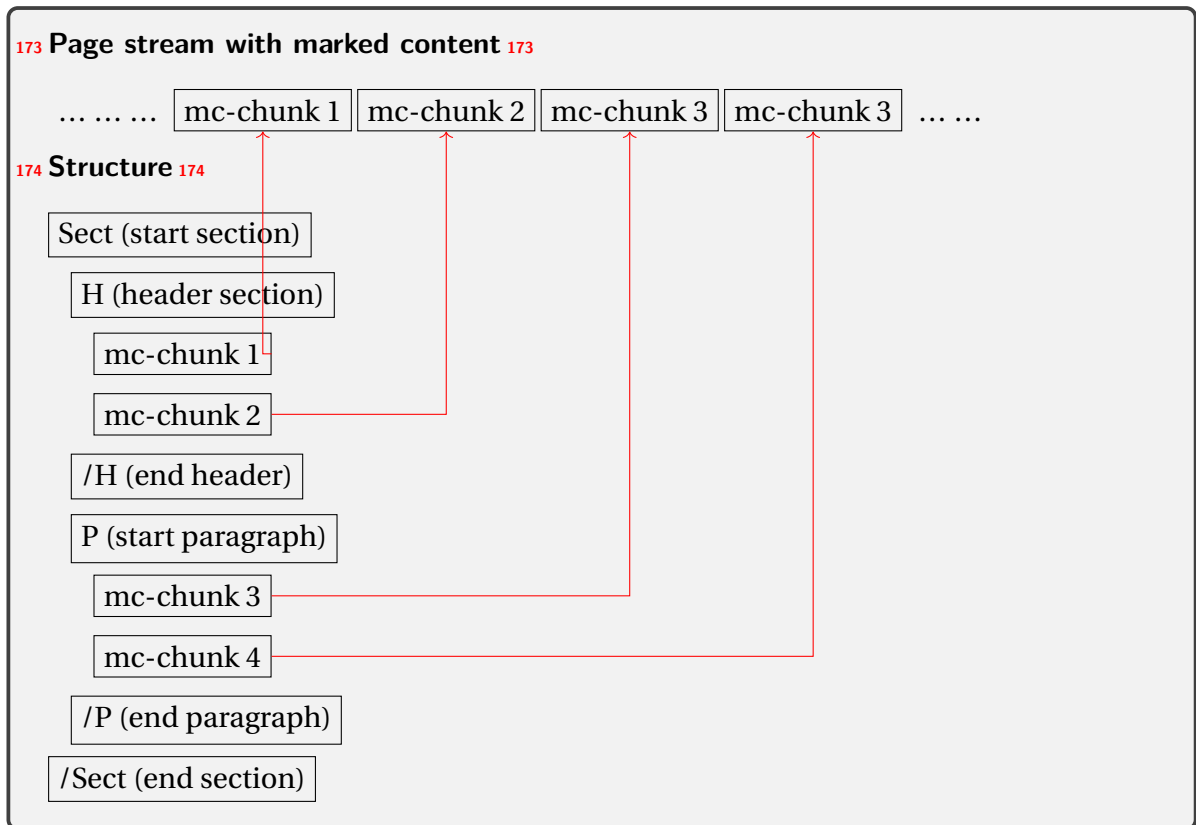 173 Page stream with marked content 173
... ... ... mc-chunk 1 mc-chunk 2 mc-chunk 3 mc-chunk 3 ... ...
174 Structure 174
Sect (start section)
H (header section)
mc-chunk 1
mc-chunk 2
/H (end header)
P (start paragraph)
mc-chunk 3
mc-chunk 4
/P (end paragraph)
/Sect (end section)